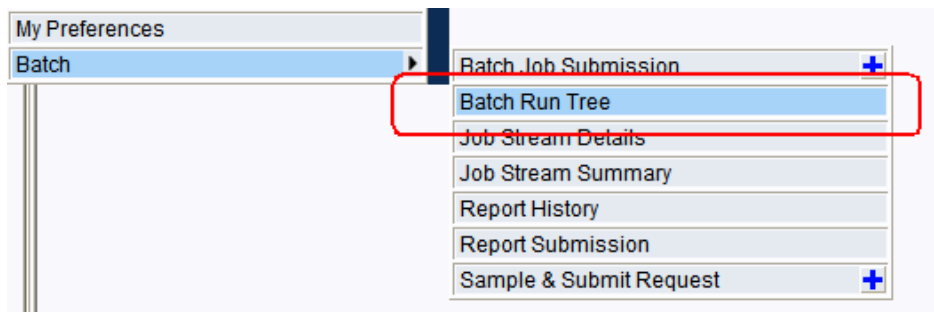 My Preferences
Batch
Batch Job Submission
Batch Run Tree
Job Stream Details
Job Stream Summary
Report History
Report Submission
Sample & Submit Request